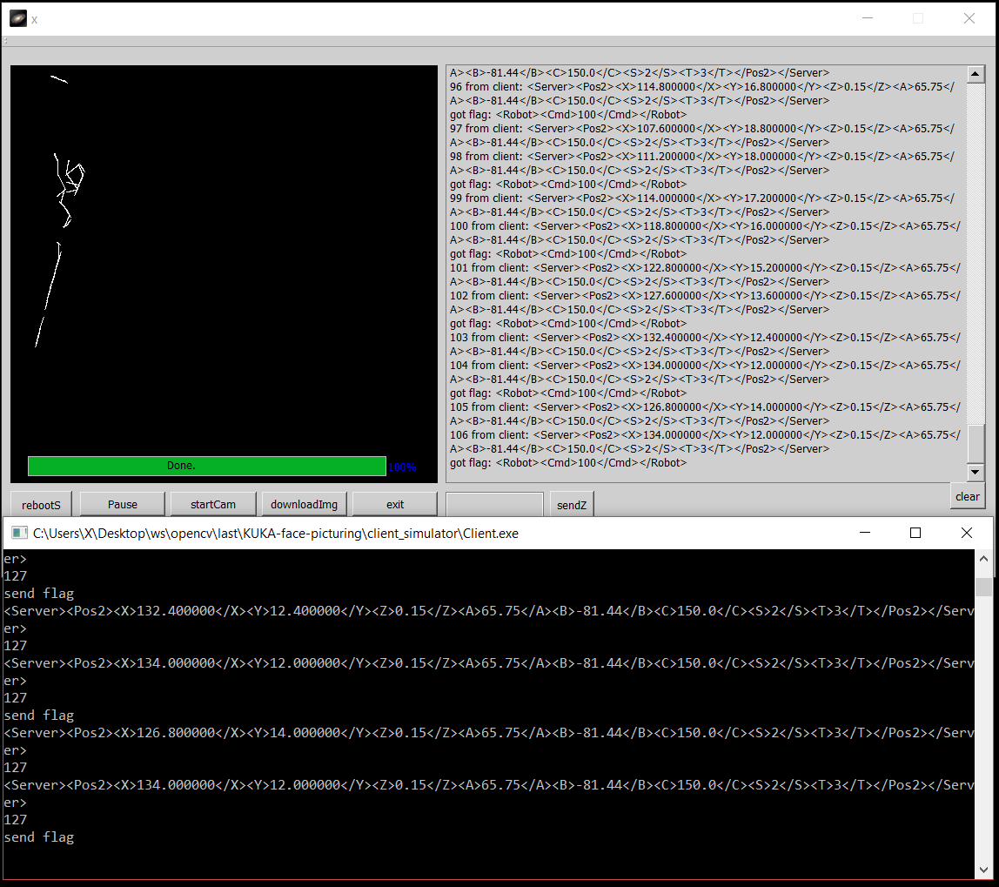 x
A><B>-81.44</B><C>150.0</C><S>2</S><T>3</T></Pos2></Server>
96 from client: <Server><Pos2><X>114.800000</X><Y>16.800000</Y><Z>0.15</Z><A>65.75</
A><B>-81.44</B><C>150.0</C><S>2</S><T>3</T></Pos2></Server>
got flag: <Robot><Cmd>100</Cmd></Robot>
97 from client: <Server><Pos2><X>107.600000</X><Y>18.800000</Y><Z>0.15</Z><A>65.75</
A><B>-81.44</B><C>150.0</C><S>2</S><T>3</T></Pos2></Server>
98 from client: <Server><Pos2><X>111.200000</X><Y>18.000000</Y><Z>0.15</Z><A>65.75</
A><B>-81.44</B><C>150.0</C><S>2</S><T>3</T></Pos2></Server>
got flag: <Robot><Cmd>100</Cmd></Robot>
99 from client: <Server><Pos2><X>114.000000</X><Y>17.200000</Y><Z>0.15</Z><A>65.75</
A><B>-81.44</B><C>150.0</C><S>2</S><T>3</T></Pos2></Server>
100 from client: <Server><Pos2><X>118.800000</X><Y>16.000000</Y><Z>0.15</Z><A>65.75</
A><B>-81.44</B><C>150.0</C><S>2</S><T>3</T></Pos2></Server>
got flag: <Robot><Cmd>100</Cmd></Robot>
101 from client: <Server><Pos2><X>122.800000</X><Y>15.200000</Y><Z>0.15</Z><A>65.75</
A><B>-81.44</B><C>150.0</C><S>2</S><T>3</T></Pos2></Server>
102 from client: <Server><Pos2><X>127.600000</X><Y>13.600000</Y><Z>0.15</Z><A>65.75</
A><B>-81.44</B><C>150.0</C><S>2</S><T>3</T></Pos2></Server>
got flag: <Robot><Cmd>100</Cmd></Robot>
103 from client: <Server><Pos2><X>132.400000</X><Y>12.400000</Y><Z>0.15</Z><A>65.75</
A><B>-81.44</B><C>150.0</C><S>2</S><T>3</T></Pos2></Server>
104 from client: <Server><Pos2><X>134.000000</X><Y>12.000000</Y><Z>0.15</Z><A>65.75</
A><B>-81.44</B><C>150.0</C><S>2</S><T>3</T></Pos2></Server>
got flag: <Robot><Cmd>100</Cmd></Robot>
105 from client: <Server><Pos2><X>126.800000</X><Y>14.000000</Y><Z>0.15</Z><A>65.75</
A><B>-81.44</B><C>150.0</C><S>2</S><T>3</T></Pos2></Server>
106 from client: <Server><Pos2><X>134.000000</X><Y>12.000000</Y><Z>0.15</Z><A>65.75</
A><B>-81.44</B><C>150.0</C><S>2</S><T>3</T></Pos2></Server>
got flag: <Robot><Cmd>100</Cmd></Robot>
Done. 100%
clear
rebootS Pause startCam downloadImg exit sendZ
C:\Users\X\Desktop\ws\opencv\last\KUKA-face-picturing\client_simulator\Client.exe
er>
127
send flag
<Server><Pos2><X>132.400000</X><Y>12.400000</Y><Z>0.15</Z><A>65.75</A><B>-81.44</B><C>150.0</C><S>2</S><T>3</T></Pos2></Serv
er>
127
<Server><Pos2><X>134.000000</X><Y>12.000000</Y><Z>0.15</Z><A>65.75</A><B>-81.44</B><C>150.0</C><S>2</S><T>3</T></Pos2></Serv
er>
127
send flag
<Server><Pos2><X>126.800000</X><Y>14.000000</Y><Z>0.15</Z><A>65.75</A><B>-81.44</B><C>150.0</C><S>2</S><T>3</T></Pos2></Serv
er>
127
<Server><Pos2><X>134.000000</X><Y>12.000000</Y><Z>0.15</Z><A>65.75</A><B>-81.44</B><C>150.0</C><S>2</S><T>3</T></Pos2></Serv
er>
127
send flag